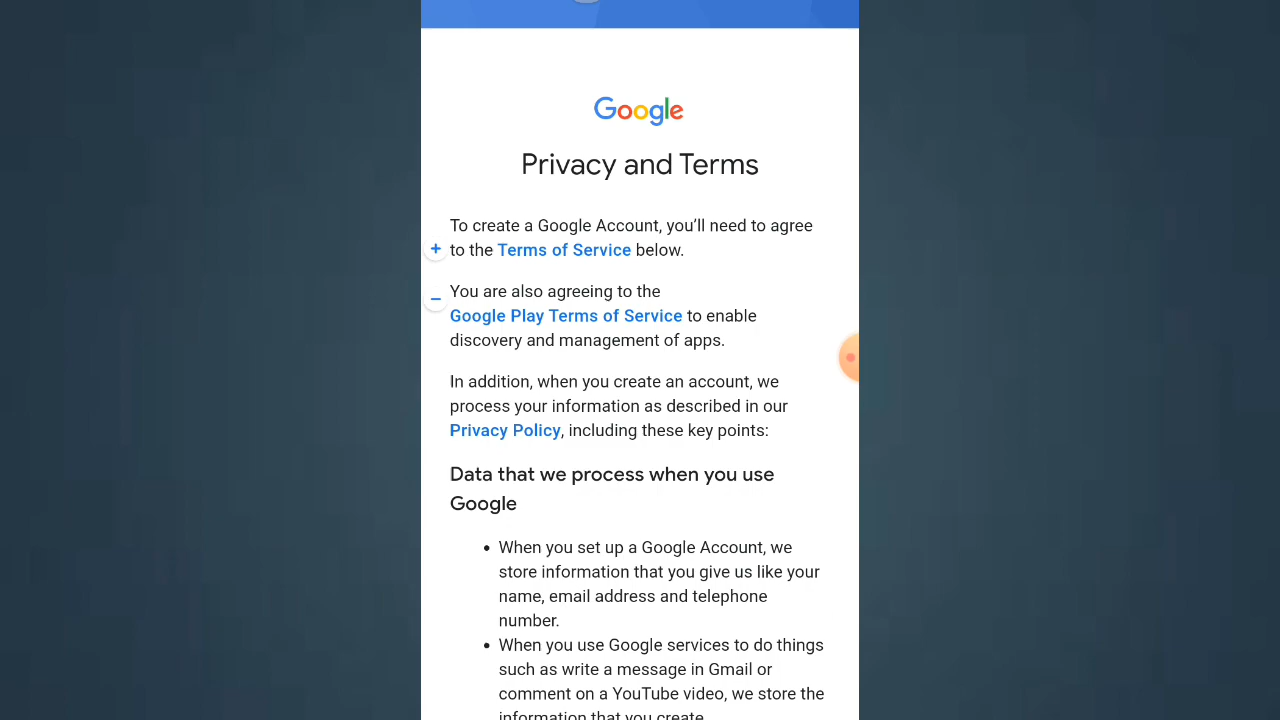 Google
Privacy and Terms
To create a Google Account, you’ll need to agree
to the Terms of Service below.
You are also agreeing to the
Google Play Terms of Service to enable
discovery and management of apps.
In addition, when you create an account, we
process your information as described in our
Privacy Policy, including these key points:
Data that we process when you use
Google
• When you set up a Google Account, we
store information that you give us like your
name, email address and telephone
number.
• When you use Google services to do things
such as write a message in Gmail or
comment on a YouTube video, we store the
information that you create.